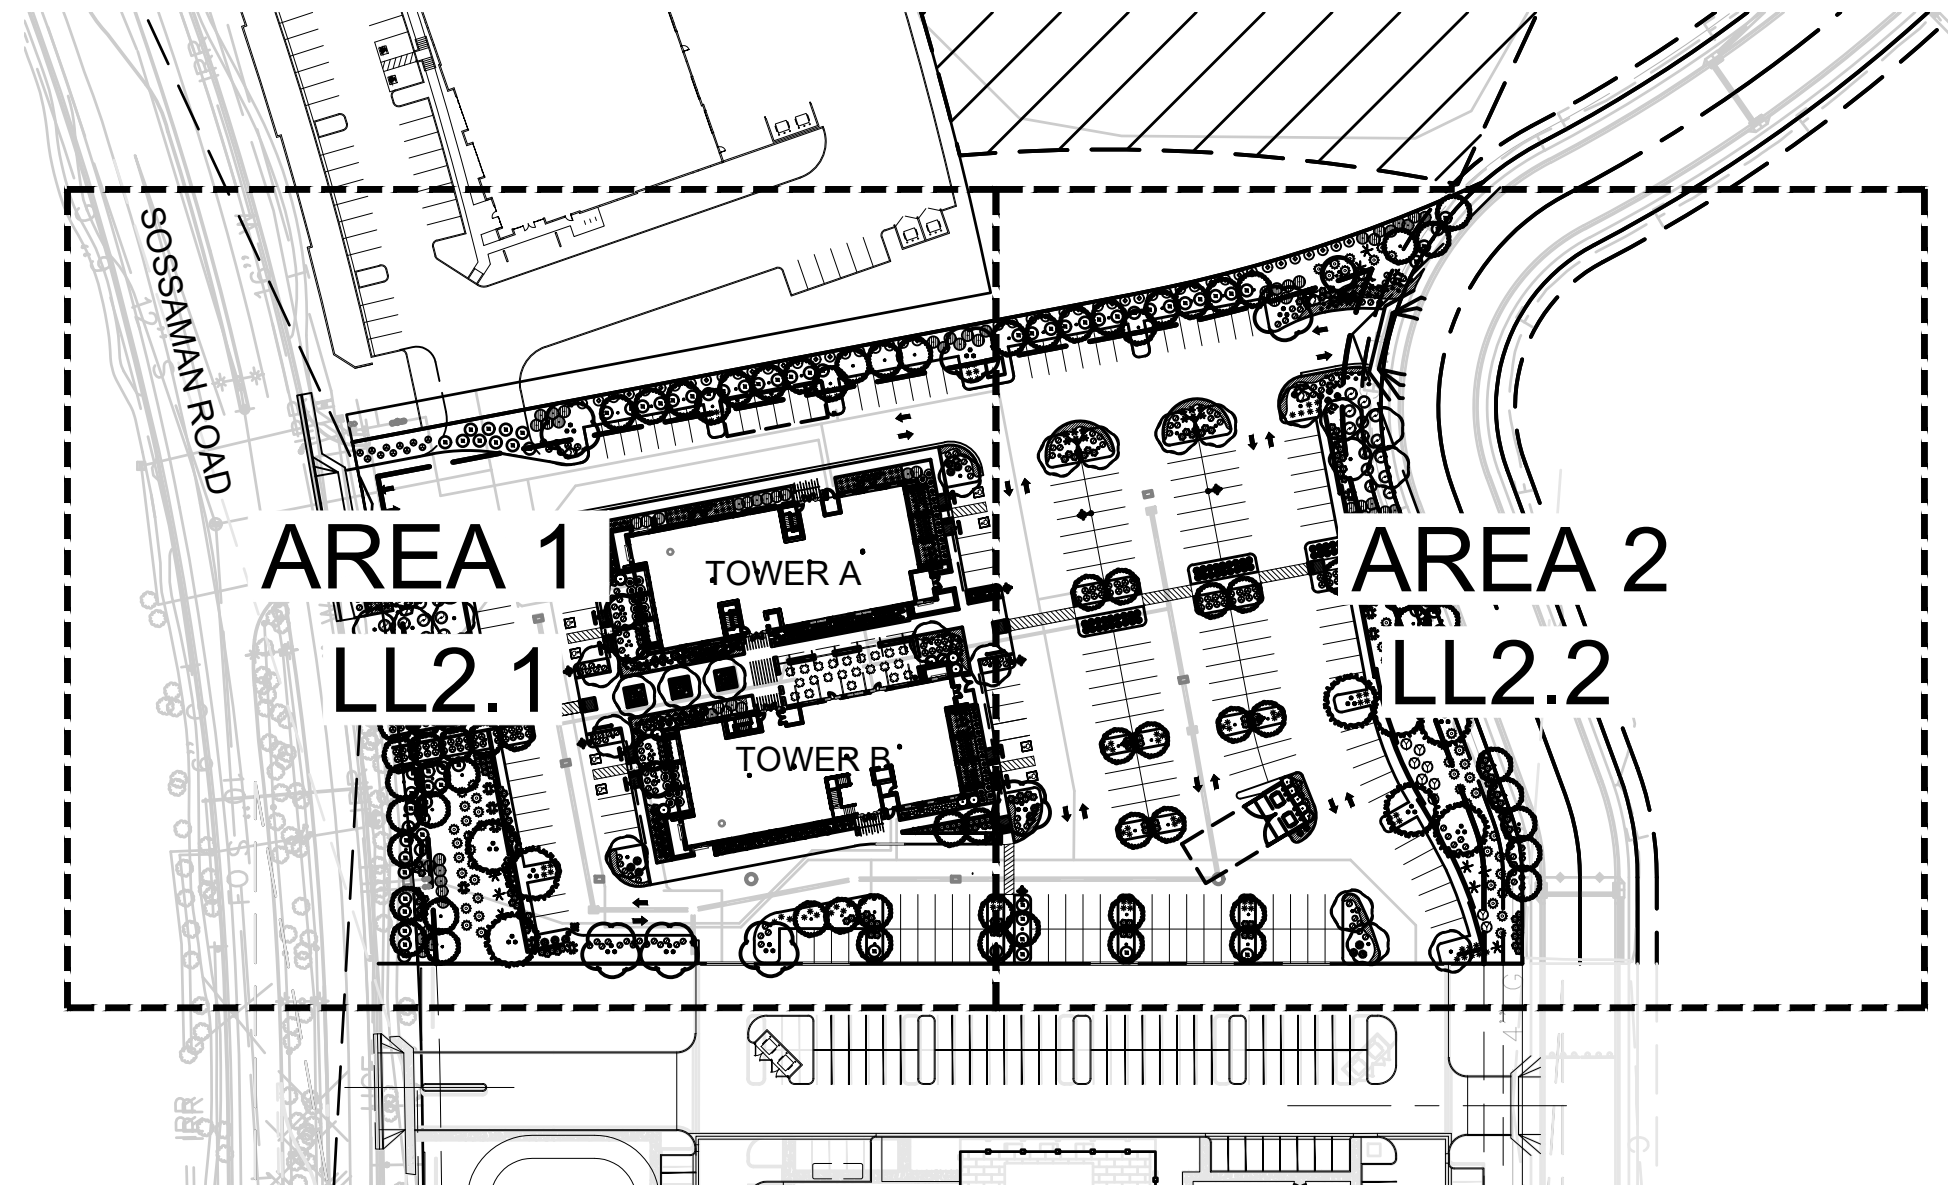 SOSSAMAN ROAD
AREA 1
LL2.1
TOWER A
TOWER B
AREA 2
LL2.2